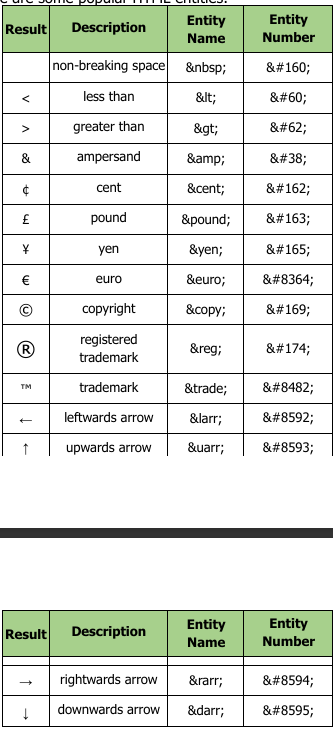 e are some popular HTML entities:
Result Description Entity Name Entity Number
non-breaking space &nbsp; &#160;
< less than &lt; &#60;
> greater than &gt; &#62;
& ampersand &amp; &#38;
¢ cent &cent; &#162;
£ pound &pound; &#163;
¥ yen &yen; &#165;
€ euro &euro; &#8364;
© copyright &copy; &#169;
® registered trademark &reg; &#174;
™ trademark &trade; &#8482;
← leftwards arrow &larr; &#8592;
↑ upwards arrow &uarr; &#8593;
Result Description Entity Name Entity Number
→ rightwards arrow &rarr; &#8594;
↓ downwards arrow &darr; &#8595;